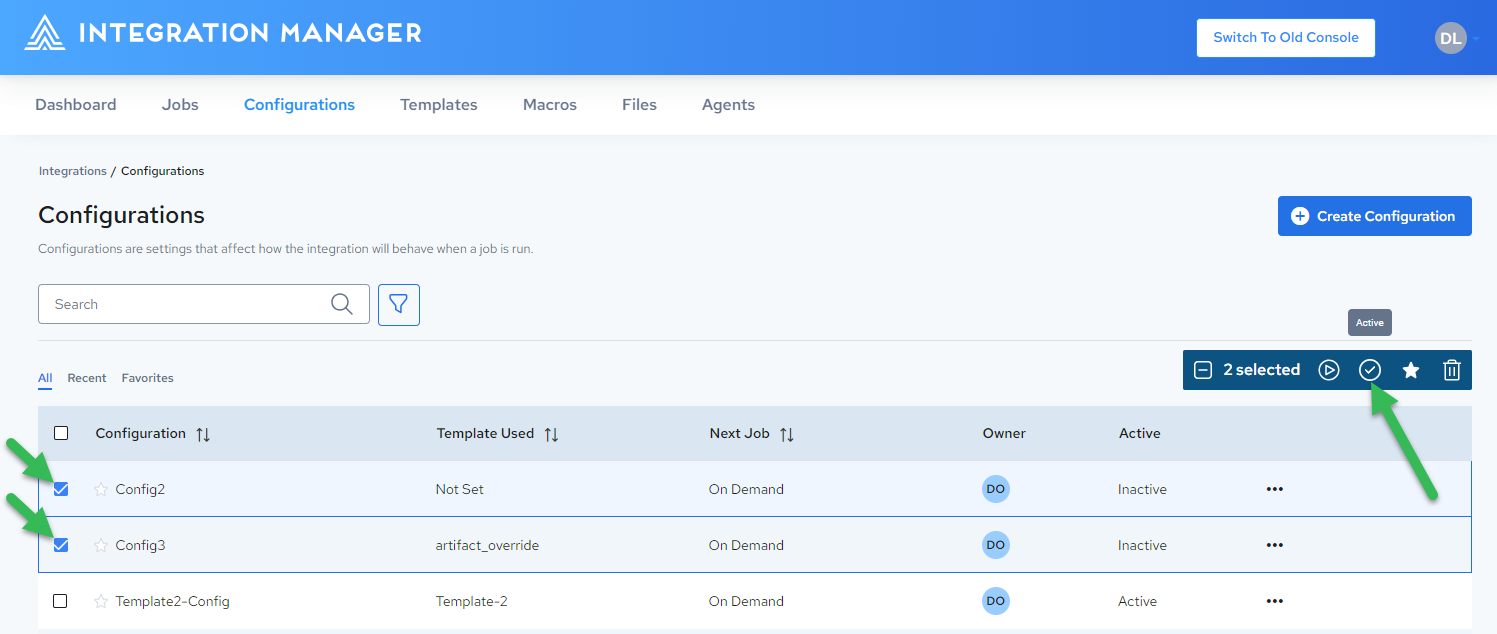 INTEGRATION MANAGER
Switch To Old Console
DL
Dashboard Jobs Configurations Templates Macros Files Agents
Integrations / Configurations
Configurations
Create Configuration
Configurations are settings that affect how the integration will behave when a job is run.
Search
Active
2 selected
All Recent Favorites
Configuration Template Used Next Job Owner Active
Config2 Not Set On Demand DO Inactive
Config3 artifact_override On Demand DO Inactive
Template2-Config Template-2 On Demand DO Active